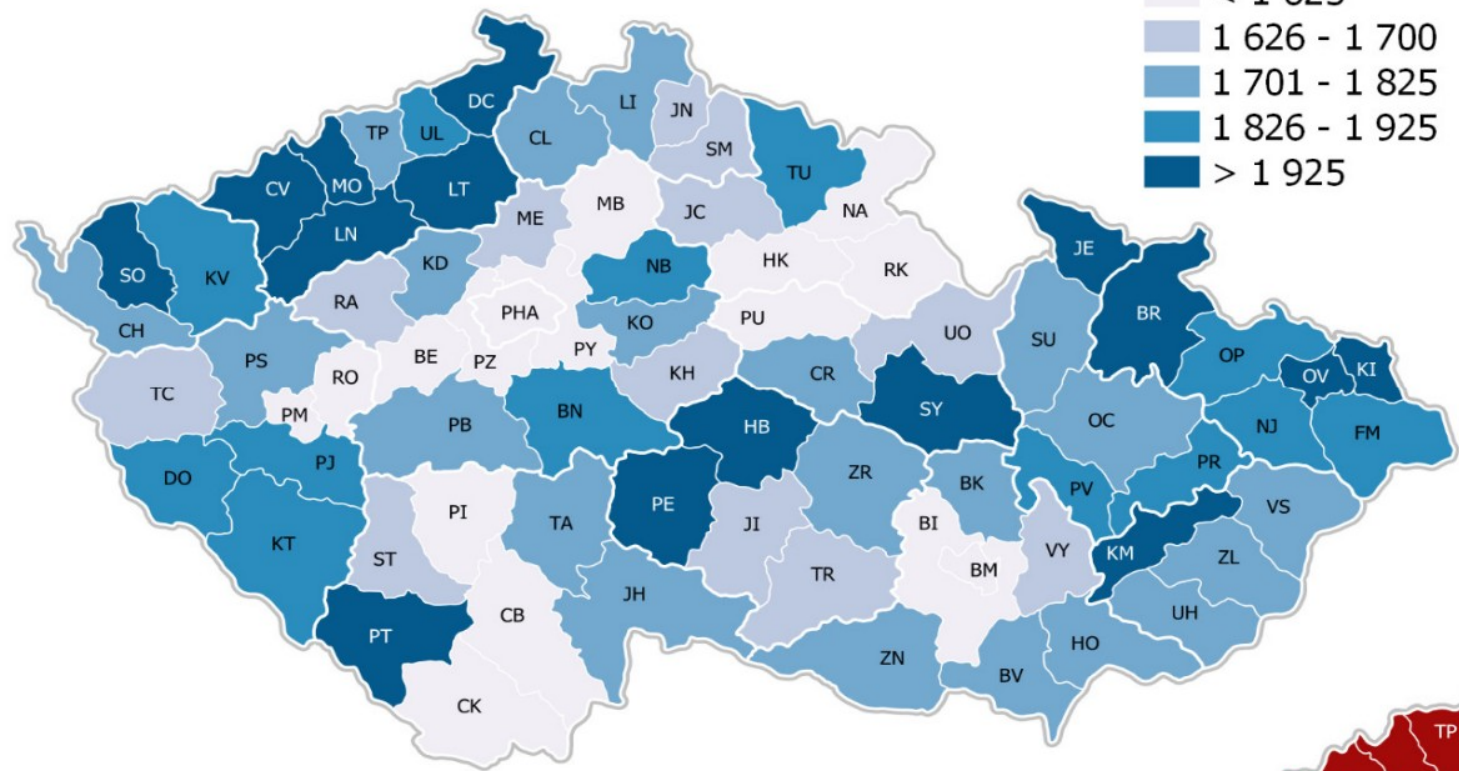 1 626 - 1 700
1 701 - 1 825
1 826 - 1 925
> 1 925
DC
LI
JN
TP
UL
CL
SM
TU
CV
MO
LT
MB
NA
ME
JC
LN
JE
SO
KV
KD
NB
HK
RK
RA
BR
CH
PHA
KO
PU
UO
SU
OP
KI
OV
PS
BE
PZ
PY
RO
KH
CR
TC
PM
SY
PB
BN
HB
OC
NJ
FM
DO
PJ
PR
ZR
BK
PV
PI
TA
PE
JI
BI
VS
KT
ST
VY
KM
ZL
BM
TR
JH
CB
UH
PT
HO
ZN
BV
CK
TP